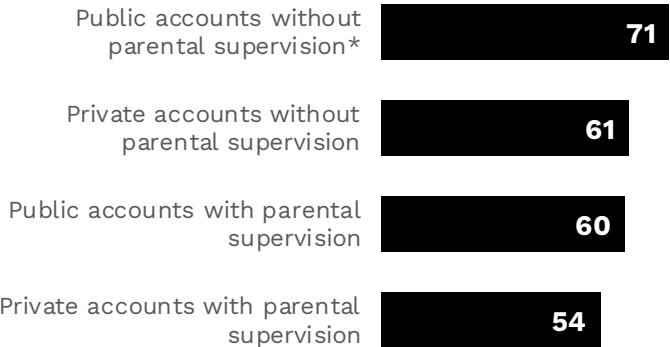 Public accounts without
parental supervision*
71
Private accounts without
parental supervision
61
Public accounts with parental
supervision
60
Private accounts with parental
supervision
54